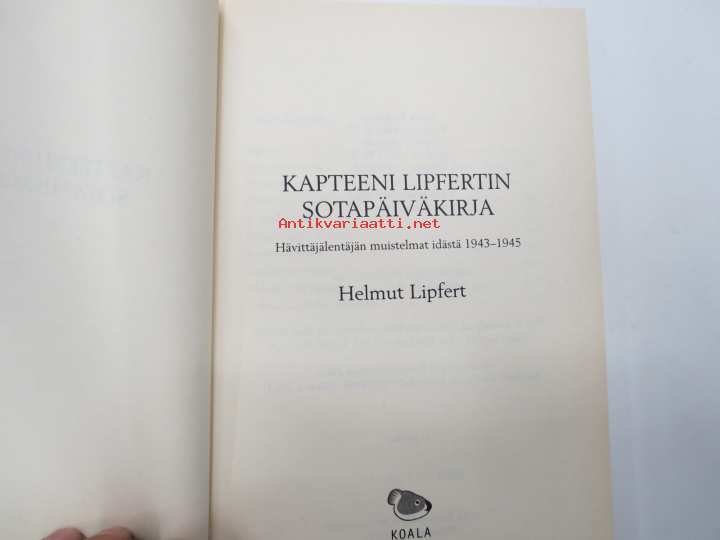 KAPTEENI LIPFERTIN
SOTAPÄIVÄKIRJA
Antikvariaatti.net
Hävittäjälentäjän muistelmat idästä 1943–1945
Helmut Lipfert
KOALA